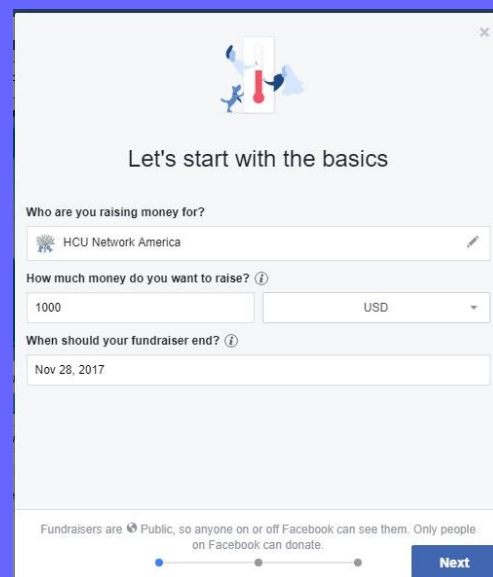 Let's start with the basics
Who are you raising money for?
HCU Network America
How much money do you want to raise?
1000
USD
When should your fundraiser end?
Nov 28, 2017
Fundraisers are Public, so anyone on or off Facebook can see them. Only people
on Facebook can donate.
Next